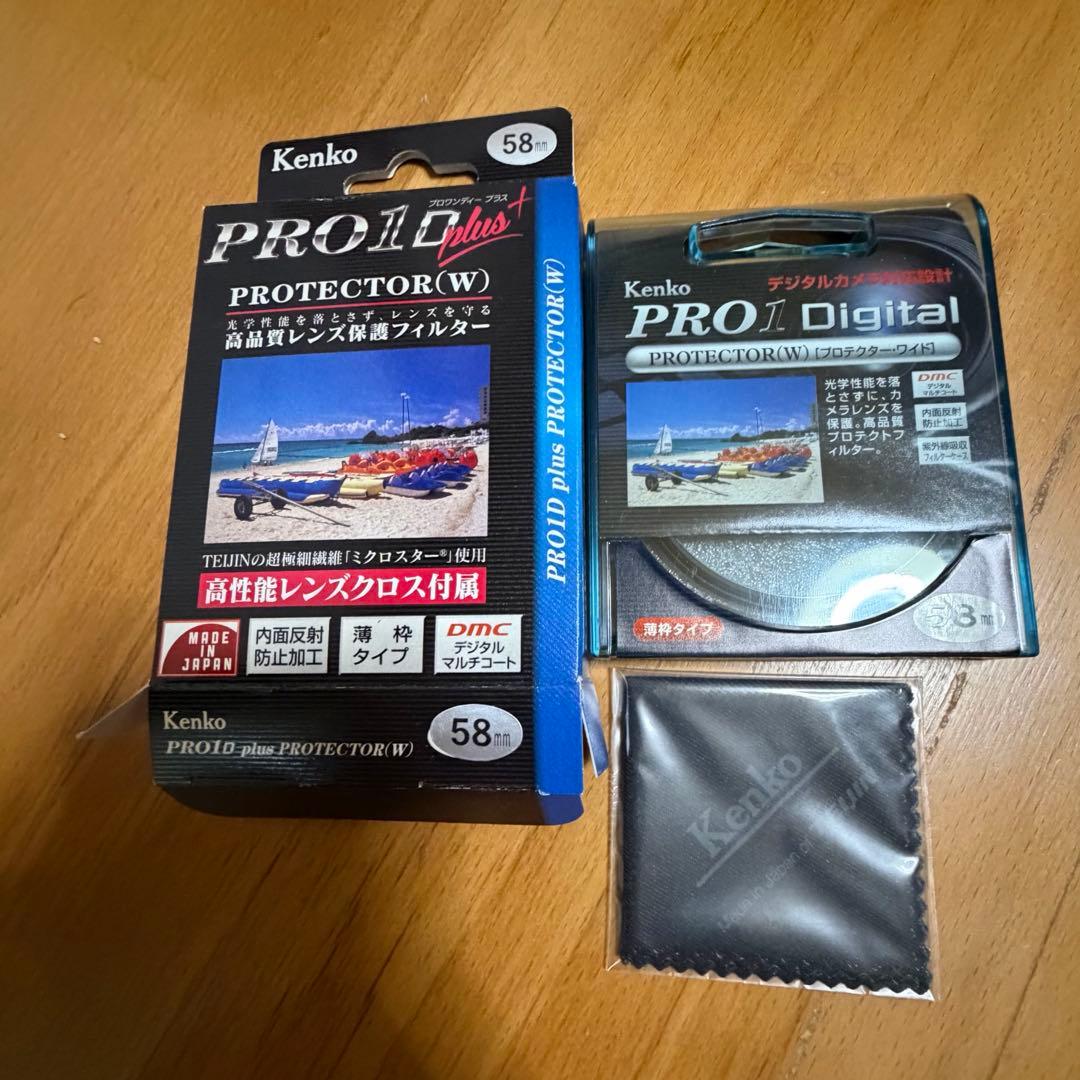 Kenko
58mm
プロワンディー プラス
PRO1D plus+
PROTECTOR(W)
光学性能を落とさず、レンズを守る
高品質レンズ保護フィルター
TEIJINの超極細繊維「ミクロスター®」使用
高性能レンズクロス付属
MADE IN JAPAN
内面反射
防止加工
薄枠
タイプ
DMC
デジタル
マルチコート
Kenko
PRO1D plus PROTECTOR(W)
58mm
PRO1D plus PROTECTOR(W)
デジタルカメラ対応設計
Kenko
PRO1 Digital
PROTECTOR(W) [プロテクター・ワイド]
光学性能を落
とさずに、カ
メラレンズを
保護。高品質
プロテクトフ
ィルター。
DMC
デジタル
マルチコート
内面反射
防止加工
紫外線吸収
フィルターケース
薄枠タイプ
58mm
Kenko